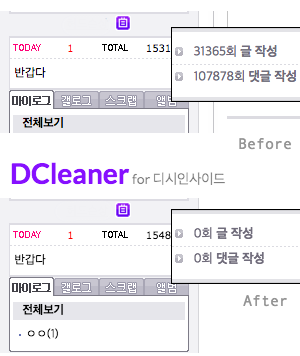 TODAY 1 TOTAL 1531
31365회 글 작성
반갑다
107878회 댓글 작성
마이로그 갤로그 스크랩 앨범
전체보기
Before
DCleaner for 디시인사이드
TODAY 1 TOTAL 1548
0회 글 작성
반갑다
0회 댓글 작성
마이로그 갤로그 스크랩 앨범
전체보기
After
· ㅇㅇ(1)